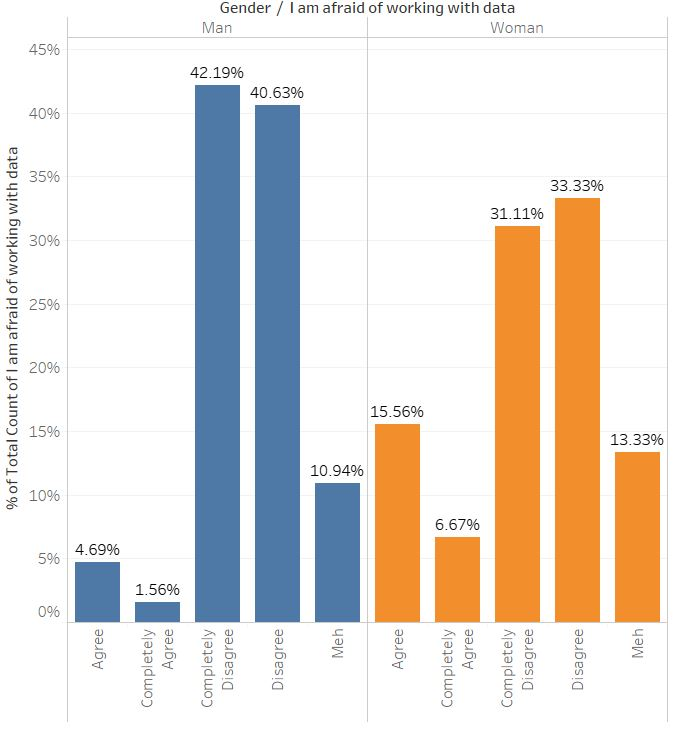 Gender / I am afraid of working with data
Man
Woman
% of Total Count of I am afraid of working with data
45%
40%
35%
30%
25%
20%
15%
10%
5%
0%
4.69%
1.56%
42.19%
40.63%
10.94%
15.56%
6.67%
31.11%
33.33%
13.33%
Agree
Completely
Agree
Completely
Disagree
Disagree
Meh
Agree
Completely
Agree
Completely
Disagree
Disagree
Meh